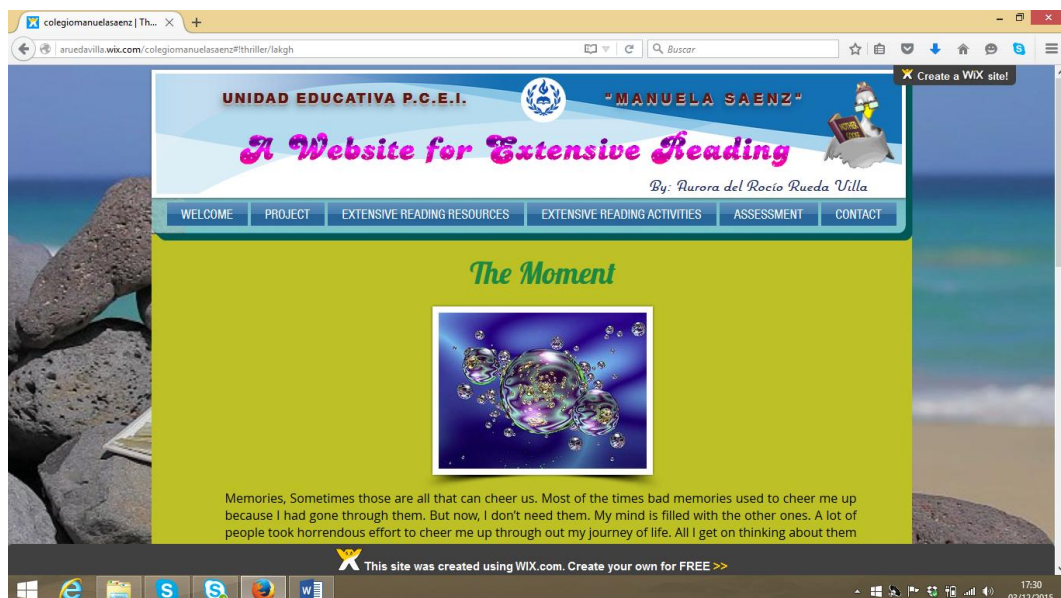 colegiomanuelasaenz | Th...
aruedavilla.wix.com/colegiomanuelasaenz#!thriller/lakgh
Buscar
Create a WiX site!
UNIDAD EDUCATIVA P.C.E.I. "MANUELA SAENZ"
A Website for Extensive Reading
By: Aurora del Rocío Rueda Villa
WELCOME PROJECT EXTENSIVE READING RESOURCES EXTENSIVE READING ACTIVITIES ASSESSMENT CONTACT
The Moment
Memories, Sometimes those are all that can cheer us. Most of the times bad memories used to cheer me up
because I had gone through them. But now, I don't need them. My mind is filled with the other ones. A lot of
people took horrendous effort to cheer me up through out my journey of life. All I get on thinking about them
This site was created using WIX.com. Create your own for FREE >>
17:30